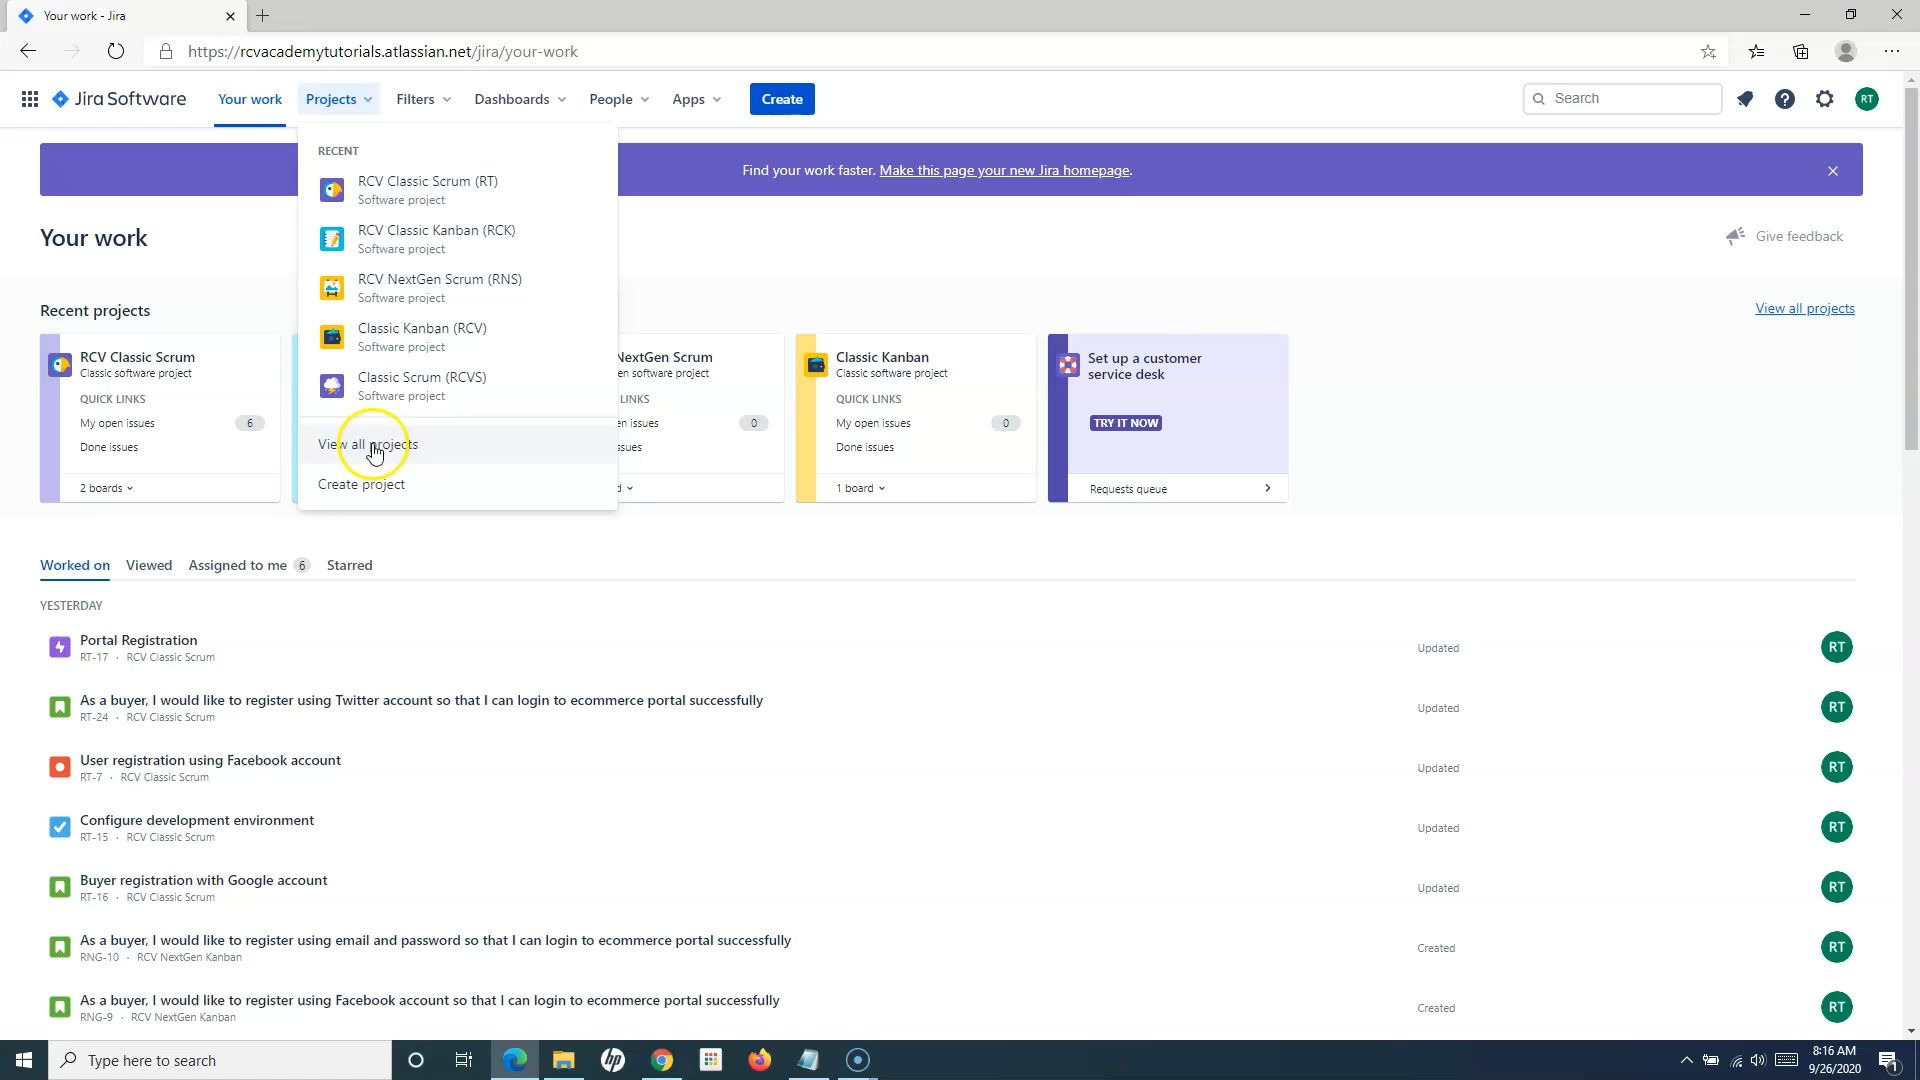 Your work - Jira
https://rcvacademytutorials.atlassian.net/jira/your-work
Jira Software
Your work
Projects
Filters
Dashboards
People
Apps
Create
Search
RT
RECENT
RCV Classic Scrum (RT)
Software project
RCV Classic Kanban (RCK)
Software project
RCV NextGen Scrum (RNS)
Software project
Classic Kanban (RCV)
Software project
Classic Scrum (RCVS)
Software project
View all projects
Create project
Find your work faster. Make this page your new Jira homepage.
Your work
Give feedback
Recent projects
View all projects
RCV Classic Scrum
Classic software project
QUICK LINKS
My open issues 6
Done issues
2 boards
NextGen Scrum
en software project
LINKS
en issues 0
ssues
d
Classic Kanban
Classic software project
QUICK LINKS
My open issues 0
Done issues
1 board
Set up a customer
service desk
TRY IT NOW
Requests queue
Worked on
Viewed
Assigned to me 6
Starred
YESTERDAY
Portal Registration
RT-17 · RCV Classic Scrum
Updated
RT
As a buyer, I would like to register using Twitter account so that I can login to ecommerce portal successfully
RT-24 · RCV Classic Scrum
Updated
RT
User registration using Facebook account
RT-7 · RCV Classic Scrum
Updated
RT
Configure development environment
RT-15 · RCV Classic Scrum
Updated
RT
Buyer registration with Google account
RT-16 · RCV Classic Scrum
Updated
RT
As a buyer, I would like to register using email and password so that I can login to ecommerce portal successfully
RNG-10 · RCV NextGen Kanban
Created
RT
As a buyer, I would like to register using Facebook account so that I can login to ecommerce portal successfully
RNG-9 · RCV NextGen Kanban
Created
RT
Type here to search
hp
8:16 AM
9/26/2020
1